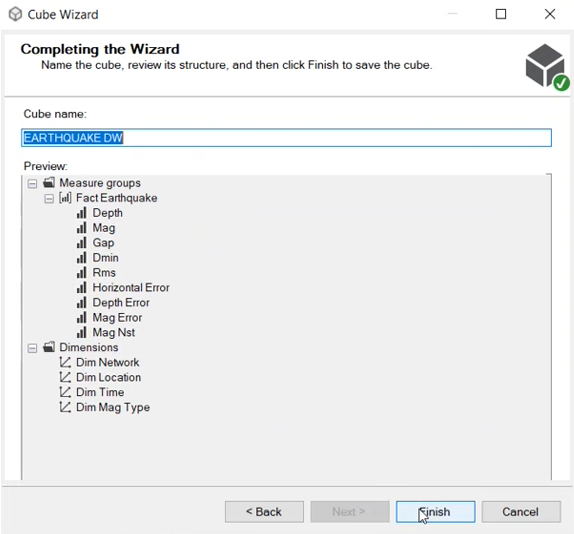 Cube Wizard
Completing the Wizard
Name the cube, review its structure, and then click Finish to save the cube.
Cube name:
EARTHQUAKE DW
Preview:
Measure groups
Fact Earthquake
Depth
Mag
Gap
Dmin
Rms
Horizontal Error
Depth Error
Mag Error
Mag Nst
Dimensions
Dim Network
Dim Location
Dim Time
Dim Mag Type
< Back Next > Finish Cancel